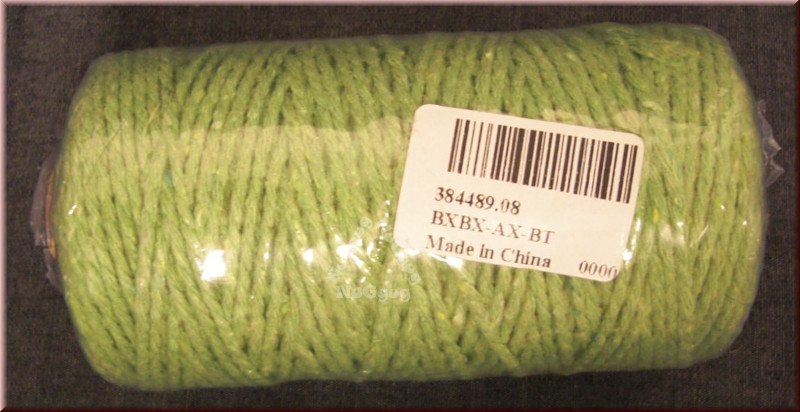 384489.08
BXBX-AX-BT
Made in China
0000